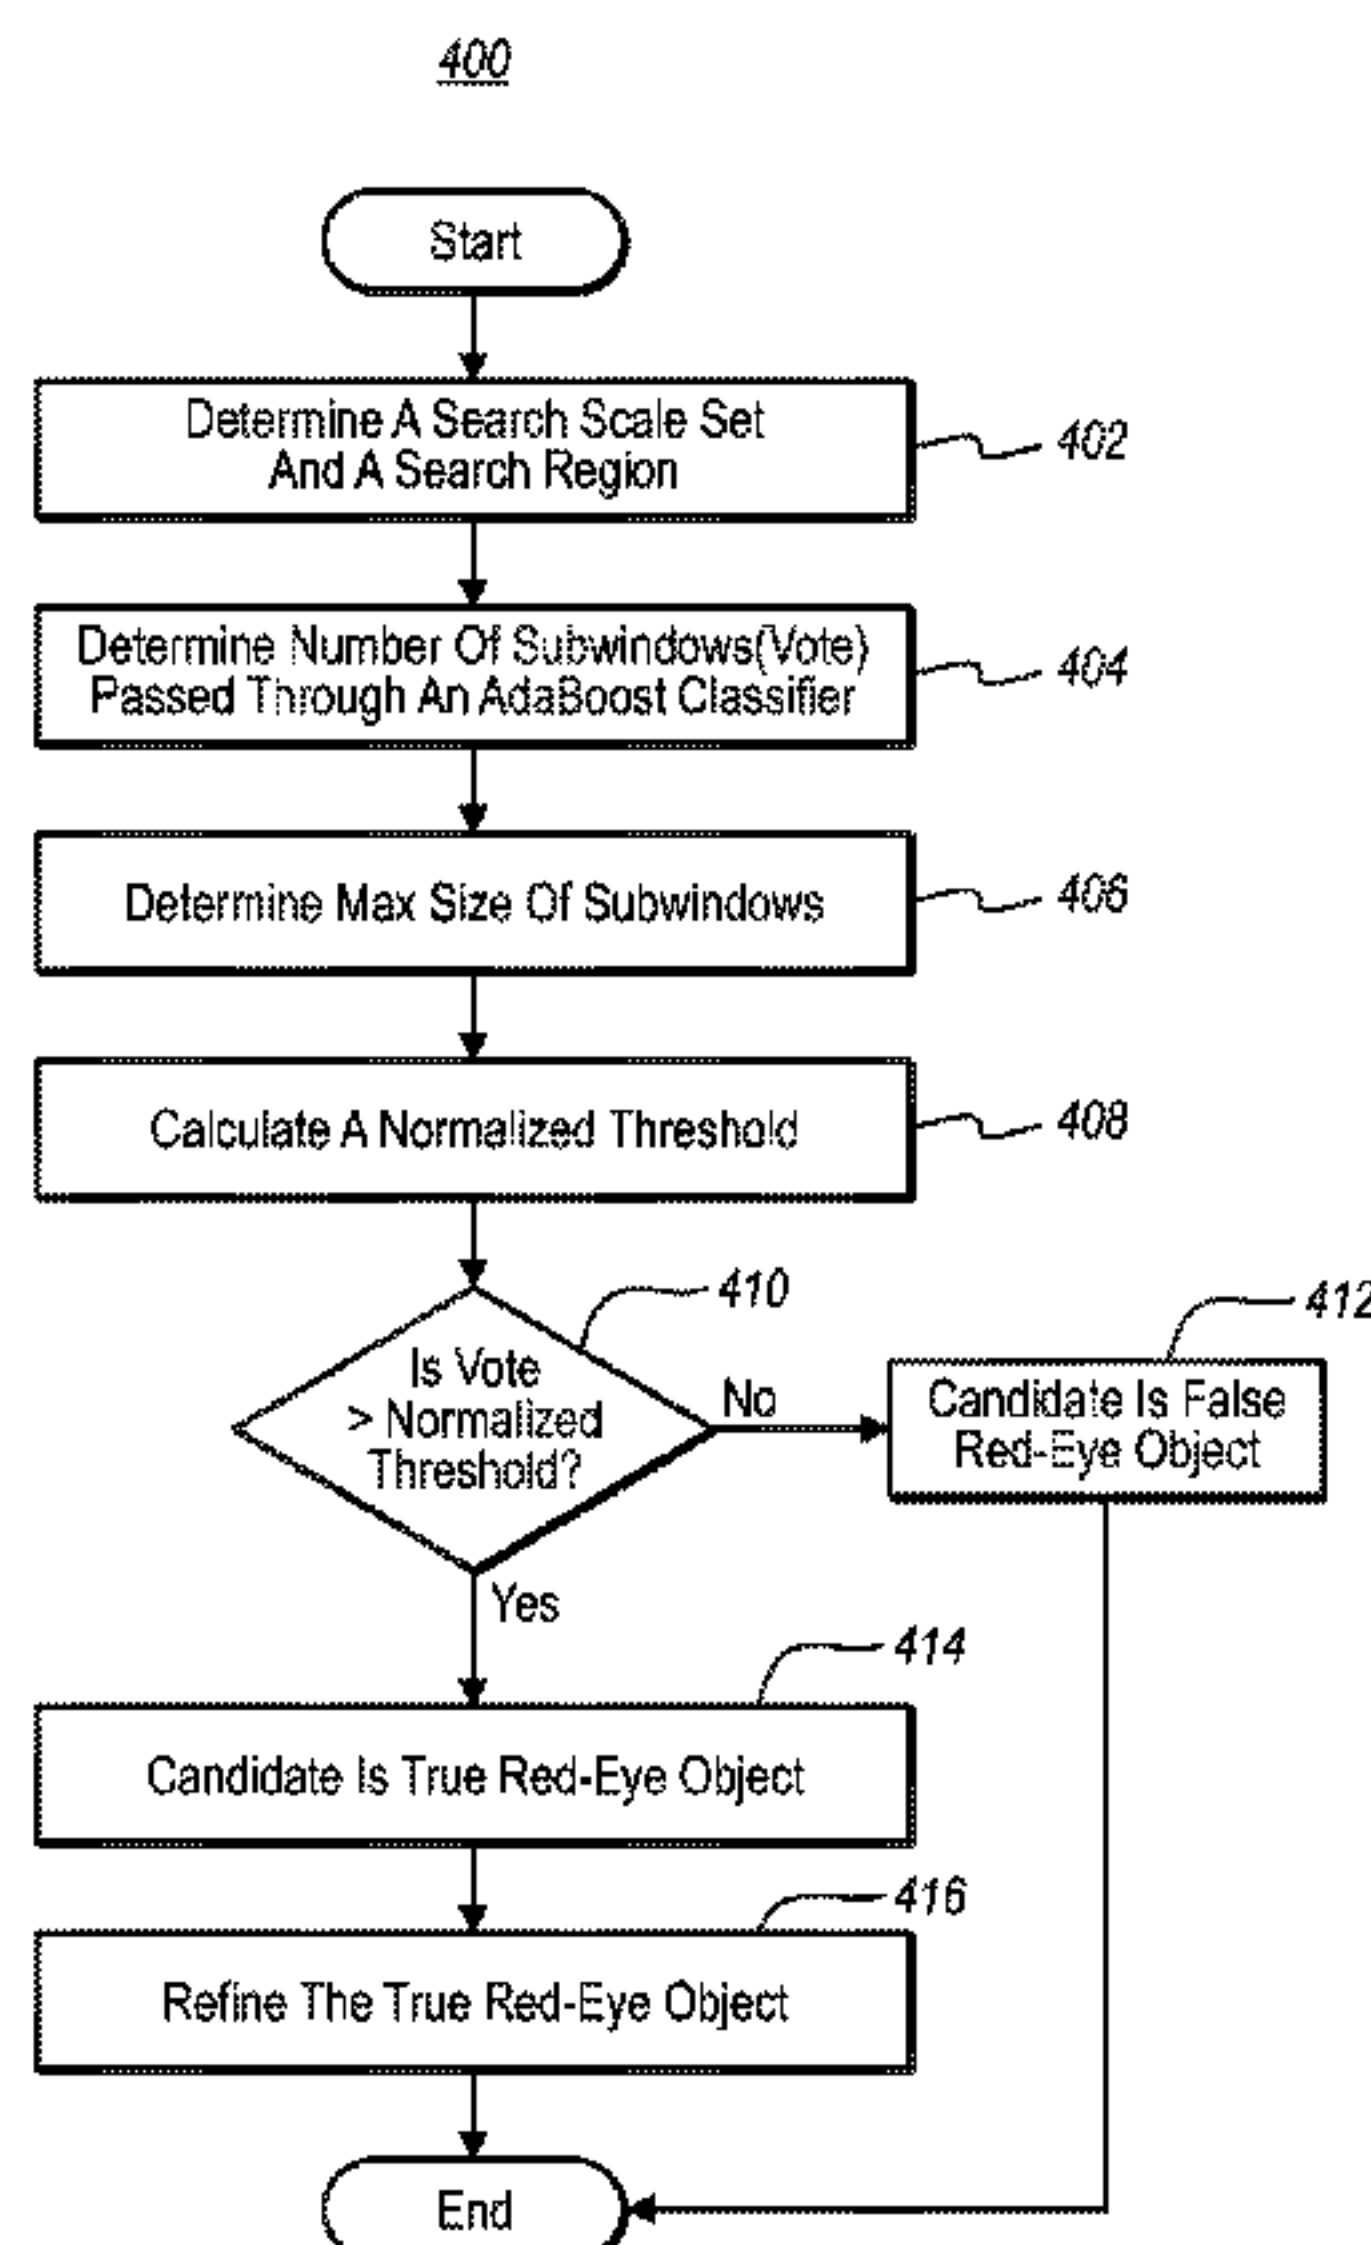 400
Start
Determine A Search Scale Set
And A Search Region
402
Determine Number Of Subwindows(Vote)
Passed Through An AdaBoost Classifier
404
Determine Max Size Of Subwindows
406
Calculate A Normalized Threshold
408
410
Is Vote
> Normalized
Threshold?
No
412
Candidate Is False
Red-Eye Object
Yes
414
Candidate Is True Red-Eye Object
416
Refine The True Red-Eye Object
End